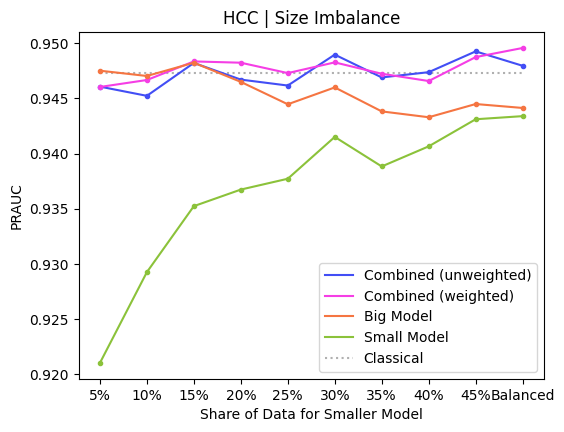 HCC | Size Imbalance
0.950
0.945
0.940
0.935
0.930
0.925
0.920
PRAUC
Combined (unweighted)
Combined (weighted)
Big Model
Small Model
Classical
5% 10% 15% 20% 25% 30% 35% 40% 45% Balanced
Share of Data for Smaller Model